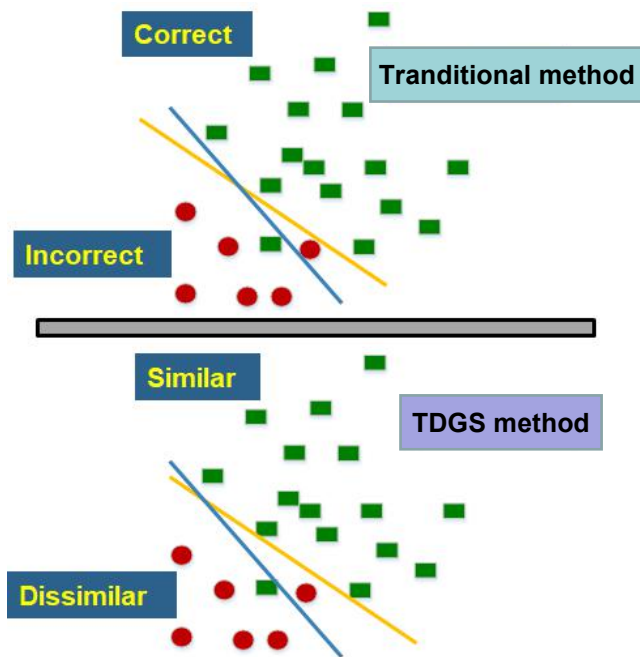 Correct
Tranditional method
Incorrect
Similar
TDGS method
Dissimilar